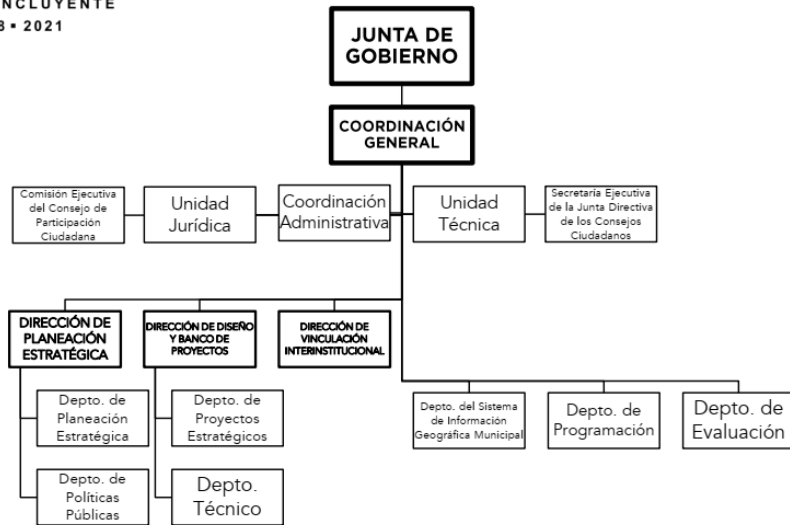 NCLUYENTE
▪ 2021
JUNTA DE
GOBIERNO
COORDINACIÓN
GENERAL
Comisión Ejecutiva
del Consejo de
Participación
Ciudadana
Unidad
Jurídica
Coordinación
Administrativa
Unidad
Técnica
Secretaría Ejecutiva
de la Junta Directiva
de los Consejos
Ciudadanos
DIRECCIÓN DE
PLANEACIÓN
ESTRATÉGICA
DIRECCIÓN DE DISEÑO
Y BANCO DE
PROYECTOS
DIRECCIÓN DE
VINCULACIÓN
INTERINSTITUCIONAL
Depto. de
Planeación
Estratégica
Depto. de
Proyectos
Estratégicos
Depto. del Sistema
de Información
Geográfica Municipal
Depto. de
Programación
Depto. de
Evaluación
Depto. de
Políticas
Públicas
Depto.
Técnico